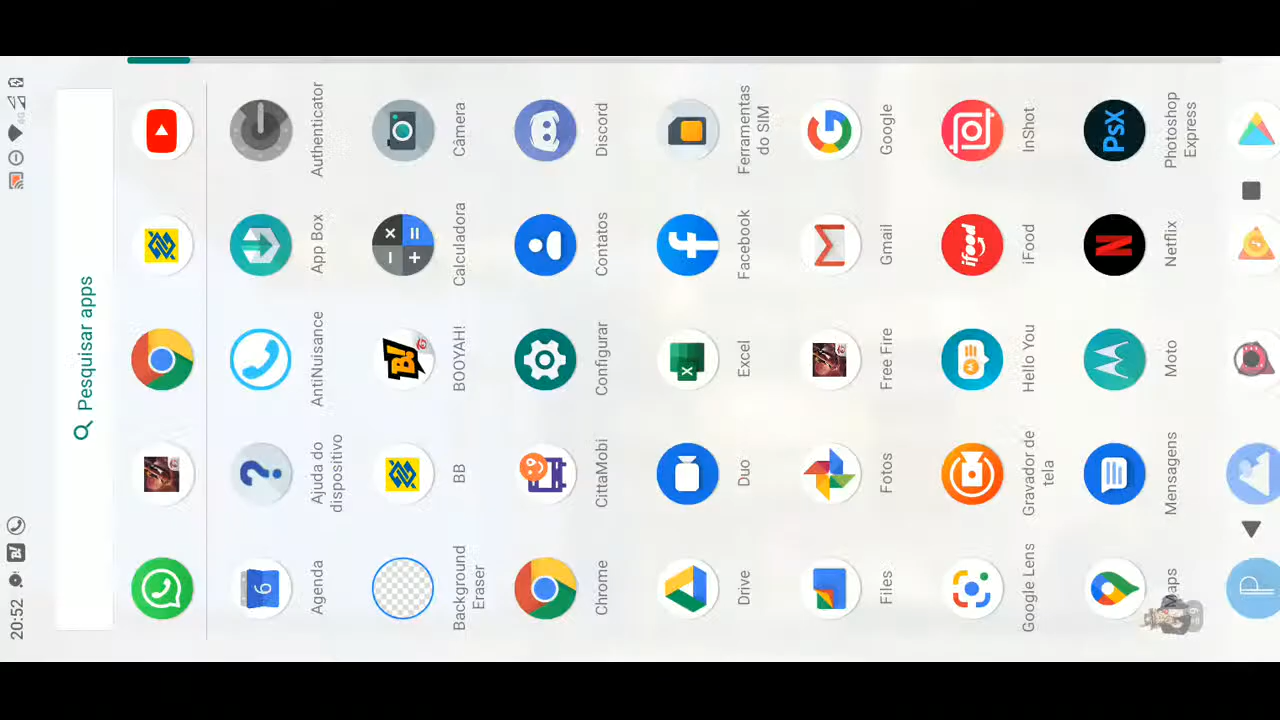 20:52
Pesquisar apps
Agenda
Ajuda do
dispositivo
AntiNuisance
App Box
Authenticator
Background
Eraser
BB
BOOYAH!
Calculadora
Câmera
Chrome
CittaMobi
Configurar
Contatos
Discord
Drive
Duo
Excel
Facebook
Ferramentas
do SIM
Files
Fotos
Free Fire
Gmail
Google
Google Lens
Gravador de
tela
Hello You
iFood
ifood
InShot
Mensagens
Moto
Netflix
Photoshop
Express
PsX